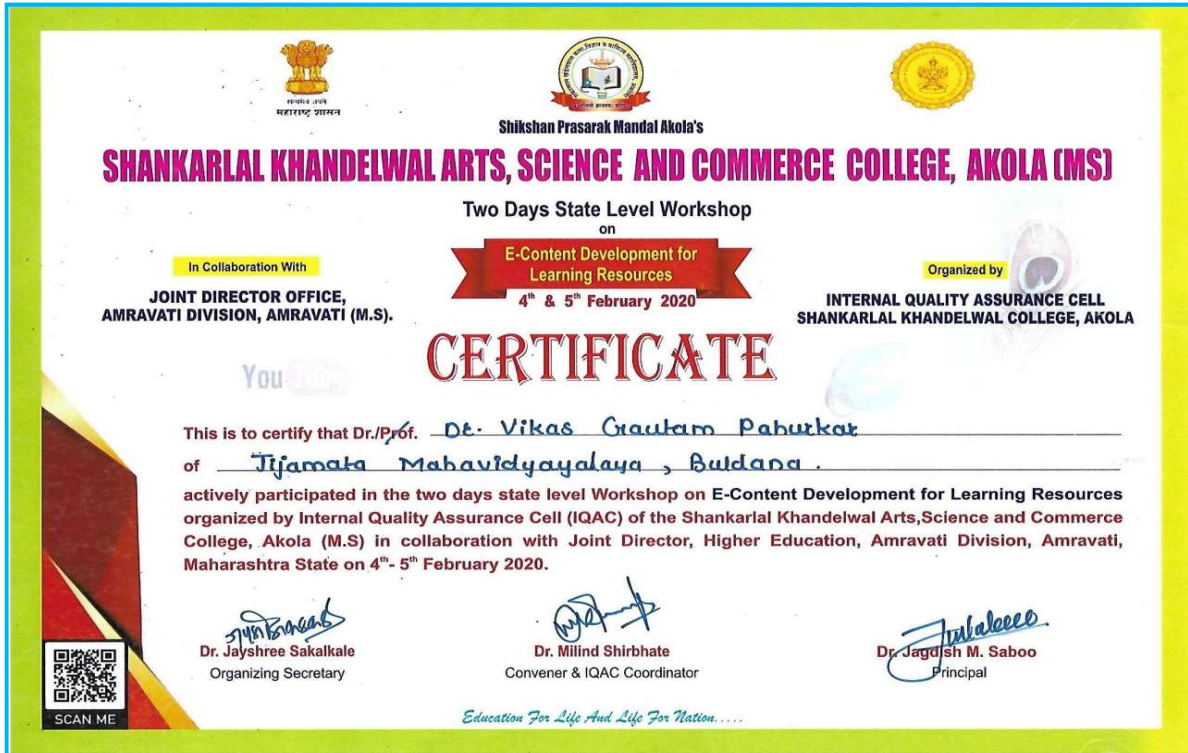 महाराष्ट्र शासन
Shikshan Prasarak Mandal Akola's
SHANKARLAL KHANDELWAL ARTS, SCIENCE AND COMMERCE COLLEGE, AKOLA (MS)
Two Days State Level Workshop
on
E-Content Development for
Learning Resources
4th & 5th February 2020
In Collaboration With
JOINT DIRECTOR OFFICE,
AMRAVATI DIVISION, AMRAVATI (M.S).
Organized by
INTERNAL QUALITY ASSURANCE CELL
SHANKARLAL KHANDELWAL COLLEGE, AKOLA
CERTIFICATE
You Tube
This is to certify that Dr./Prof. Dr. Vikas Gautam Pahurkar
of Jijamata Mahavidyayalaya, Buldana.
actively participated in the two days state level Workshop on E-Content Development for Learning Resources
organized by Internal Quality Assurance Cell (IQAC) of the Shankarlal Khandelwal Arts,Science and Commerce
College, Akola (M.S) in collaboration with Joint Director, Higher Education, Amravati Division, Amravati,
Maharashtra State on 4th- 5th February 2020.
Dr. Jayshree Sakalkale
Organizing Secretary
Dr. Milind Shirbhate
Convener & IQAC Coordinator
Dr. Jagdish M. Saboo
Principal
SCAN ME
Education For Life And Life For Nation.....